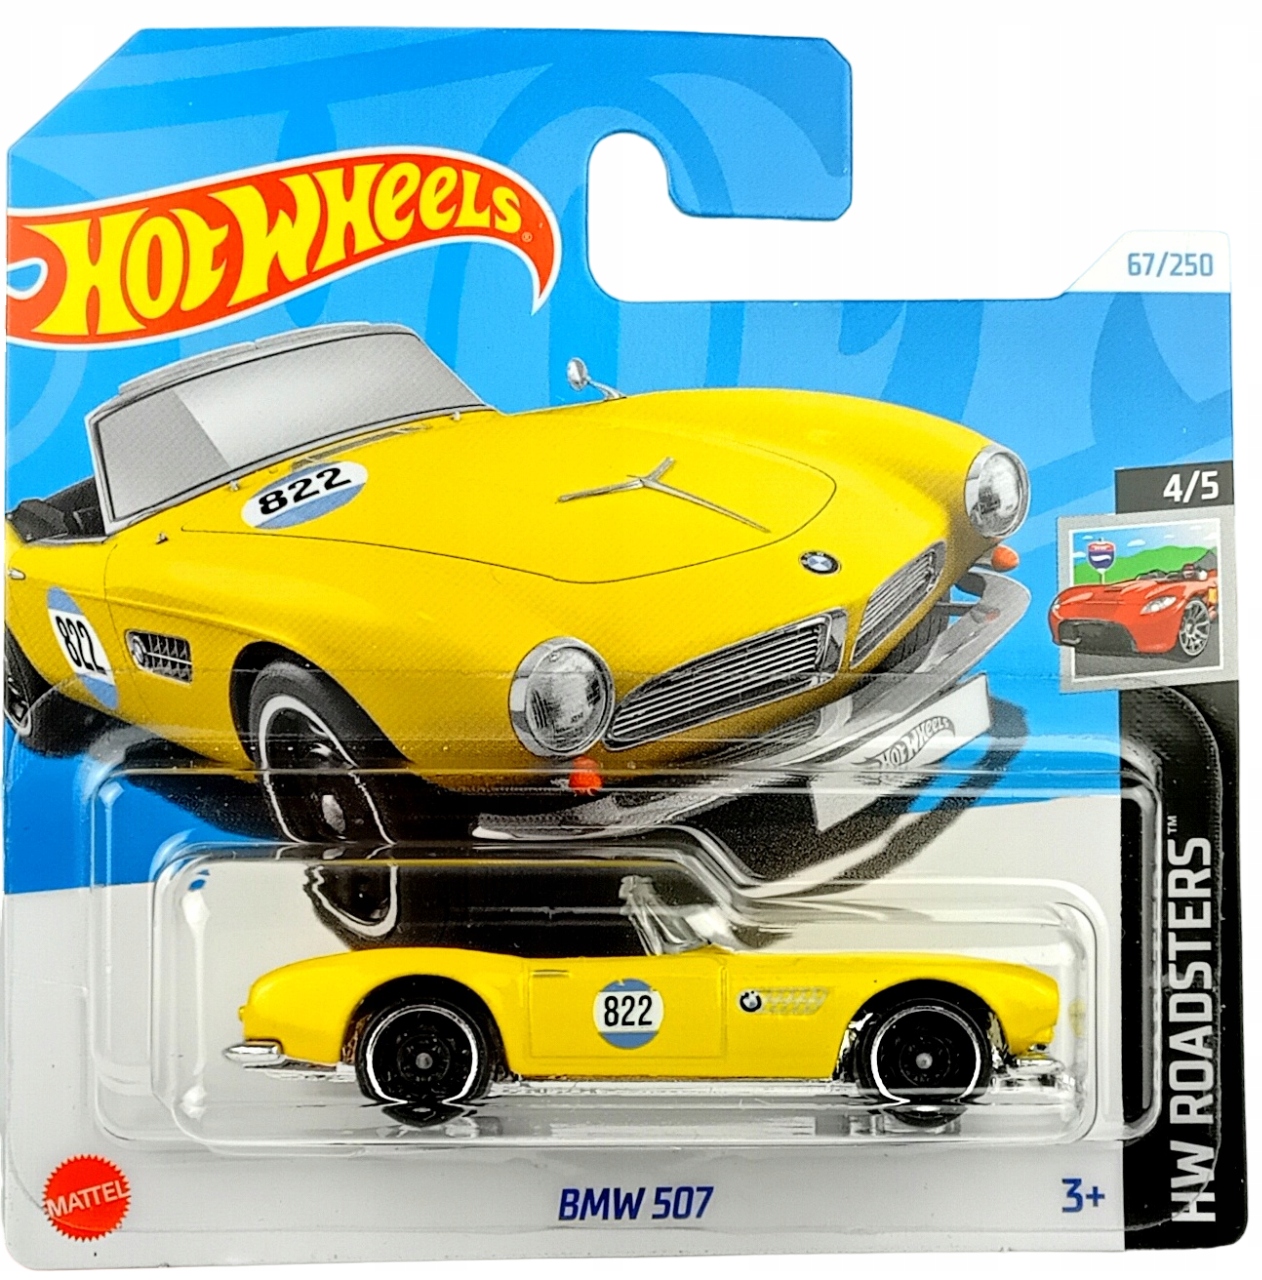 HOT WHEELS®
67/250
4/5
822
822
HOT WHEELS
HW ROADSTERS™
822
MATTEL
BMW 507
3+